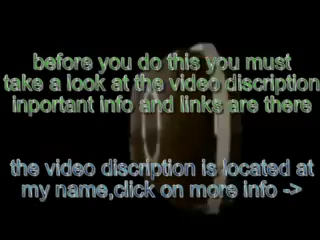 before you do this you must
take a look at the video discription
inportant info and links are there
the video discription is located at
my name,click on more info ->